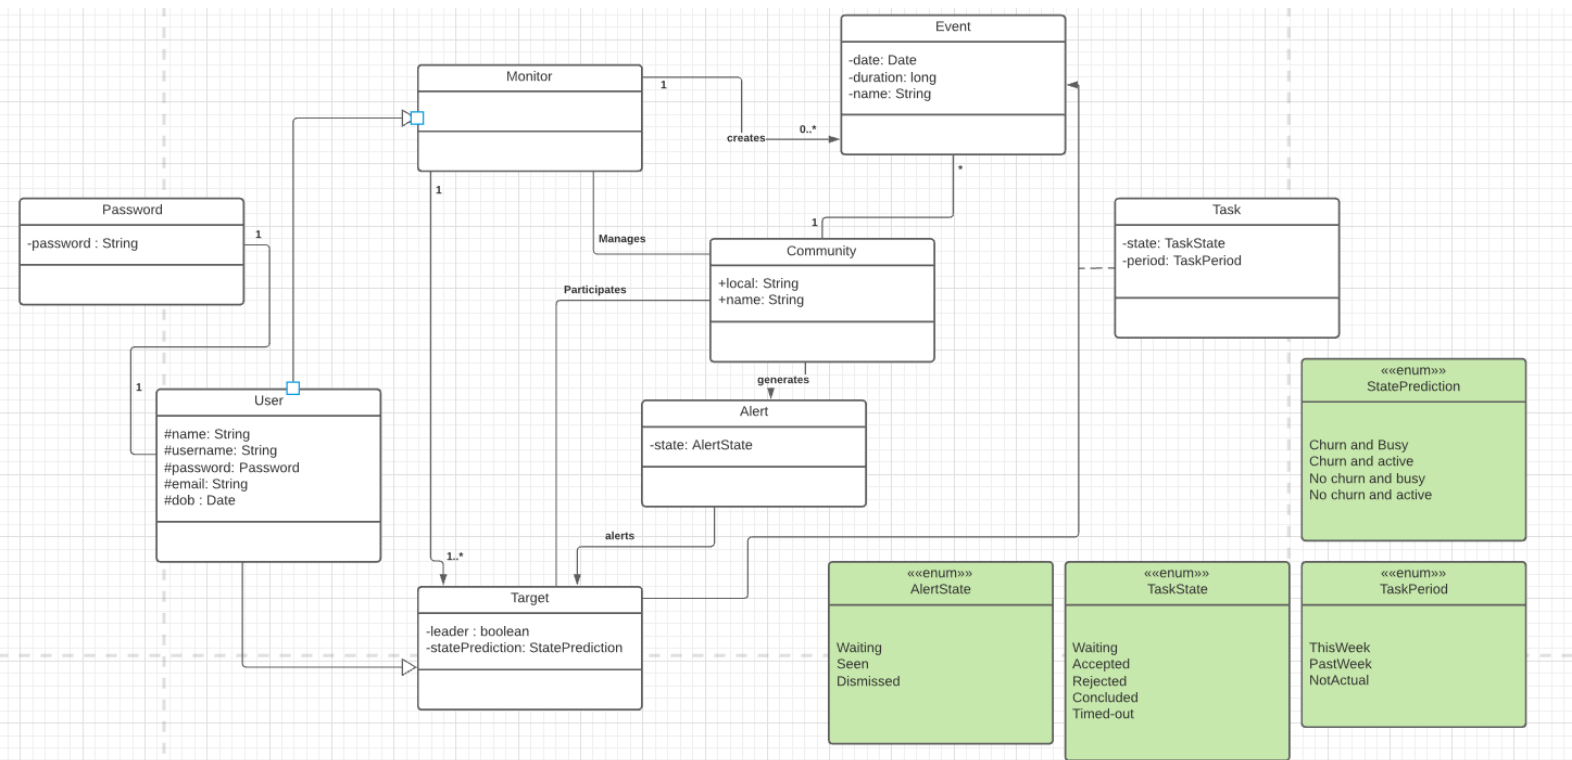 Event
-date: Date
-duration: long
-name: String
Monitor
1
creates
0..*
*
1
1
Password
-password : String
1
Manages
Community
+local: String
+name: String
Participates
Task
-state: TaskState
-period: TaskPeriod
generates
Alert
-state: AlertState
1
User
#name: String
#username: String
#password: Password
#email: String
#dob : Date
««enum»»
StatePrediction
Churn and Busy
Churn and active
No churn and busy
No churn and active
alerts
1..*
Target
-leader : boolean
-statePrediction: StatePrediction
««enum»»
AlertState
Waiting
Seen
Dismissed
««enum»»
TaskState
Waiting
Accepted
Rejected
Concluded
Timed-out
««enum»»
TaskPeriod
ThisWeek
PastWeek
NotActual